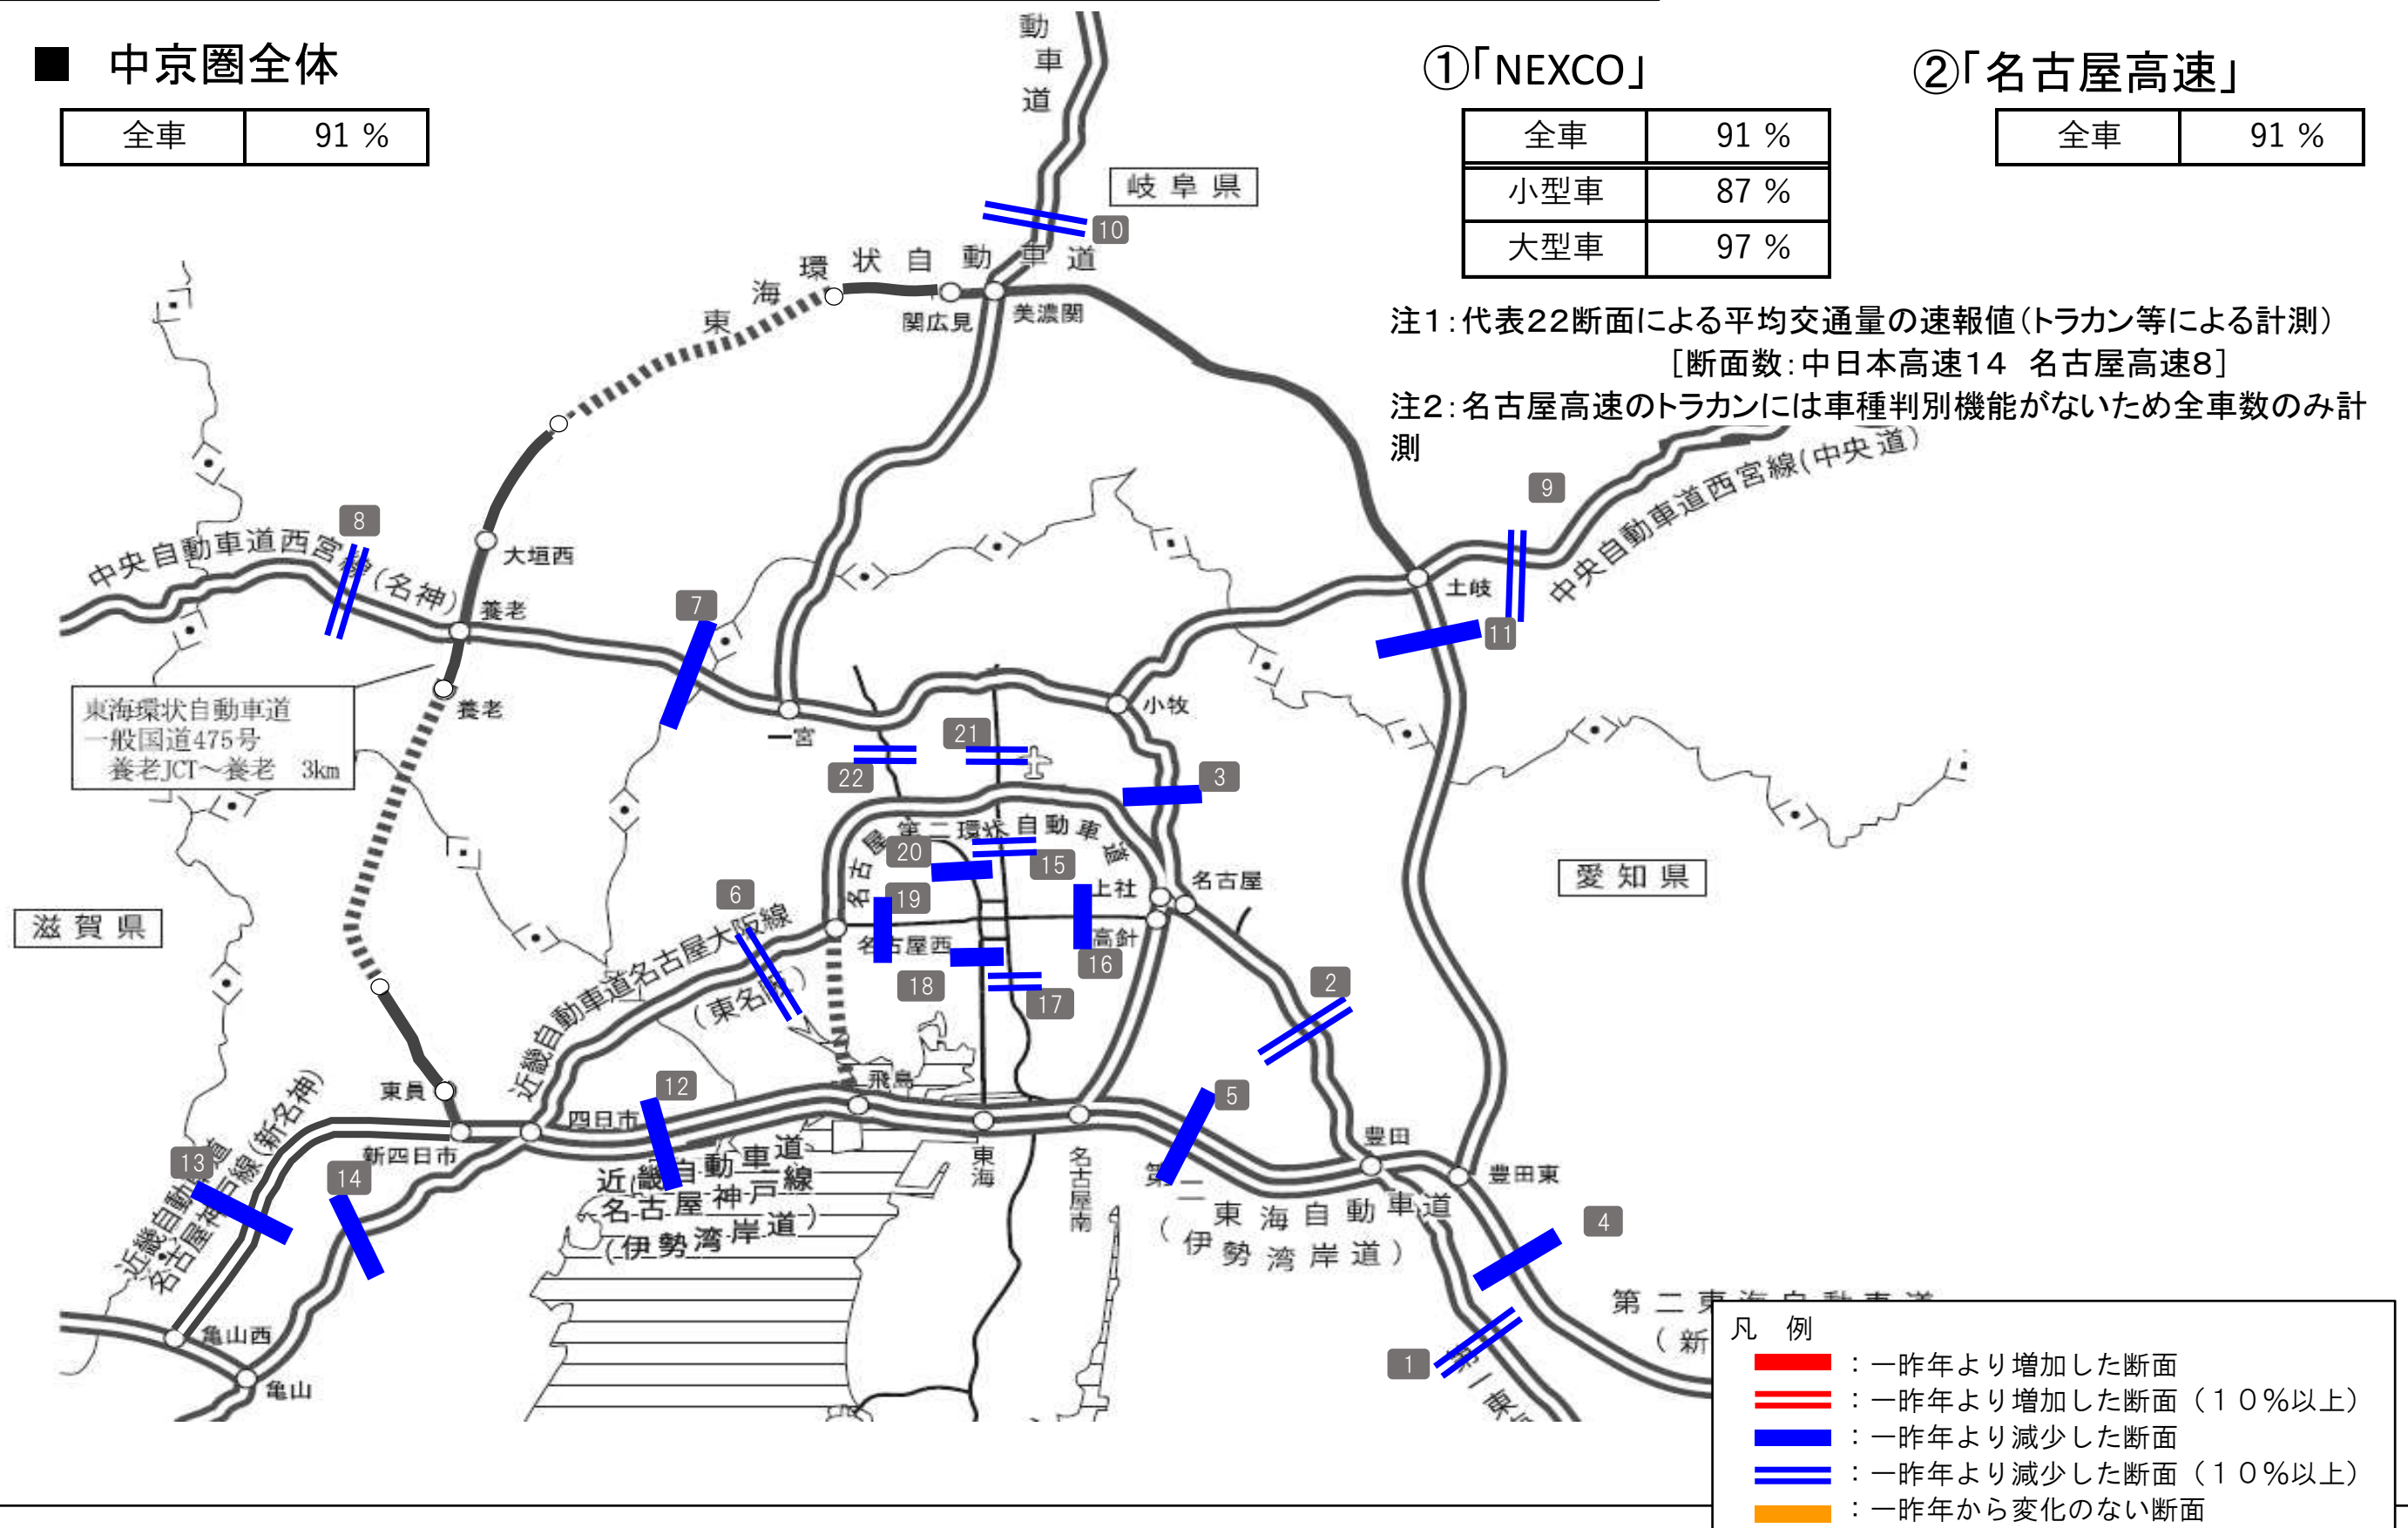 ■ 中京圏全体
全車 91 %
①「NEXCO」
全車 91 %
小型車 87 %
大型車 97 %
②「名古屋高速」
全車 91 %
注1：代表22断面による平均交通量の速報値（トラカン等による計測）
［断面数：中日本高速14 名古屋高速8］
注2：名古屋高速のトラカンには車種判別機能がないため全車数のみ計
測
動車道
岐阜県
10
東海環状自動車道
関広見
美濃関
9
中央自動車道西宮線(中央道)
8
中央自動車道西宮線(名神)
大垣西
養老
7
土岐
11
東海環状自動車道
一般国道475号
養老JCT～養老 3km
養老
一宮
小牧
21
22
3
名古屋第二環状自動車道
20
15
上社
名古屋
愛知県
19
6
滋賀県
名古屋西
高針
16
近畿自動車道名古屋大阪線
(東名阪)
18
17
2
東員
飛島
12
5
四日市
新四日市
豊田
豊田東
13
14
近畿自動車道
名古屋神戸線(新名神)
近畿自動車道
名古屋神戸線
(伊勢湾岸道)
東海
名古屋南
第二東海自動車道
(伊勢湾岸道)
4
亀山西
亀山
1
第二東海自動車道
(新
第一東
凡 例
：一昨年より増加した断面
：一昨年より増加した断面（１０％以上）
：一昨年より減少した断面
：一昨年より減少した断面（１０％以上）
：一昨年から変化のない断面